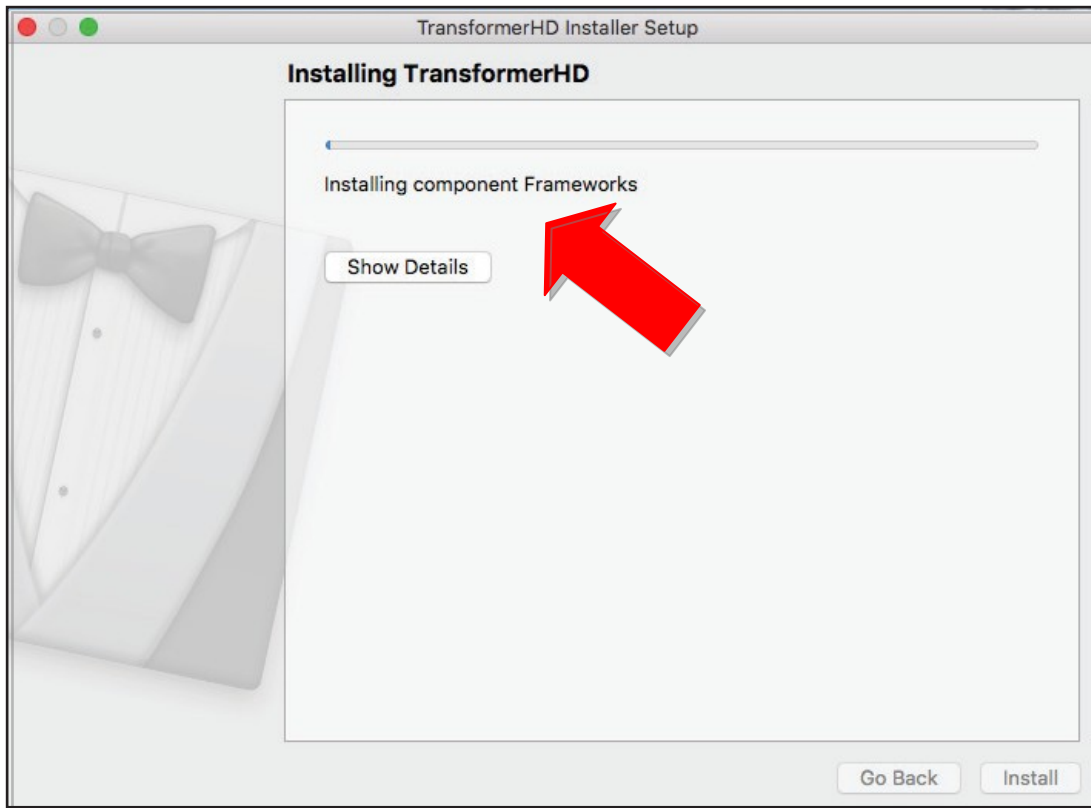 TransformerHD Installer Setup
Installing TransformerHD
Installing component Frameworks
Show Details
Go Back
Install